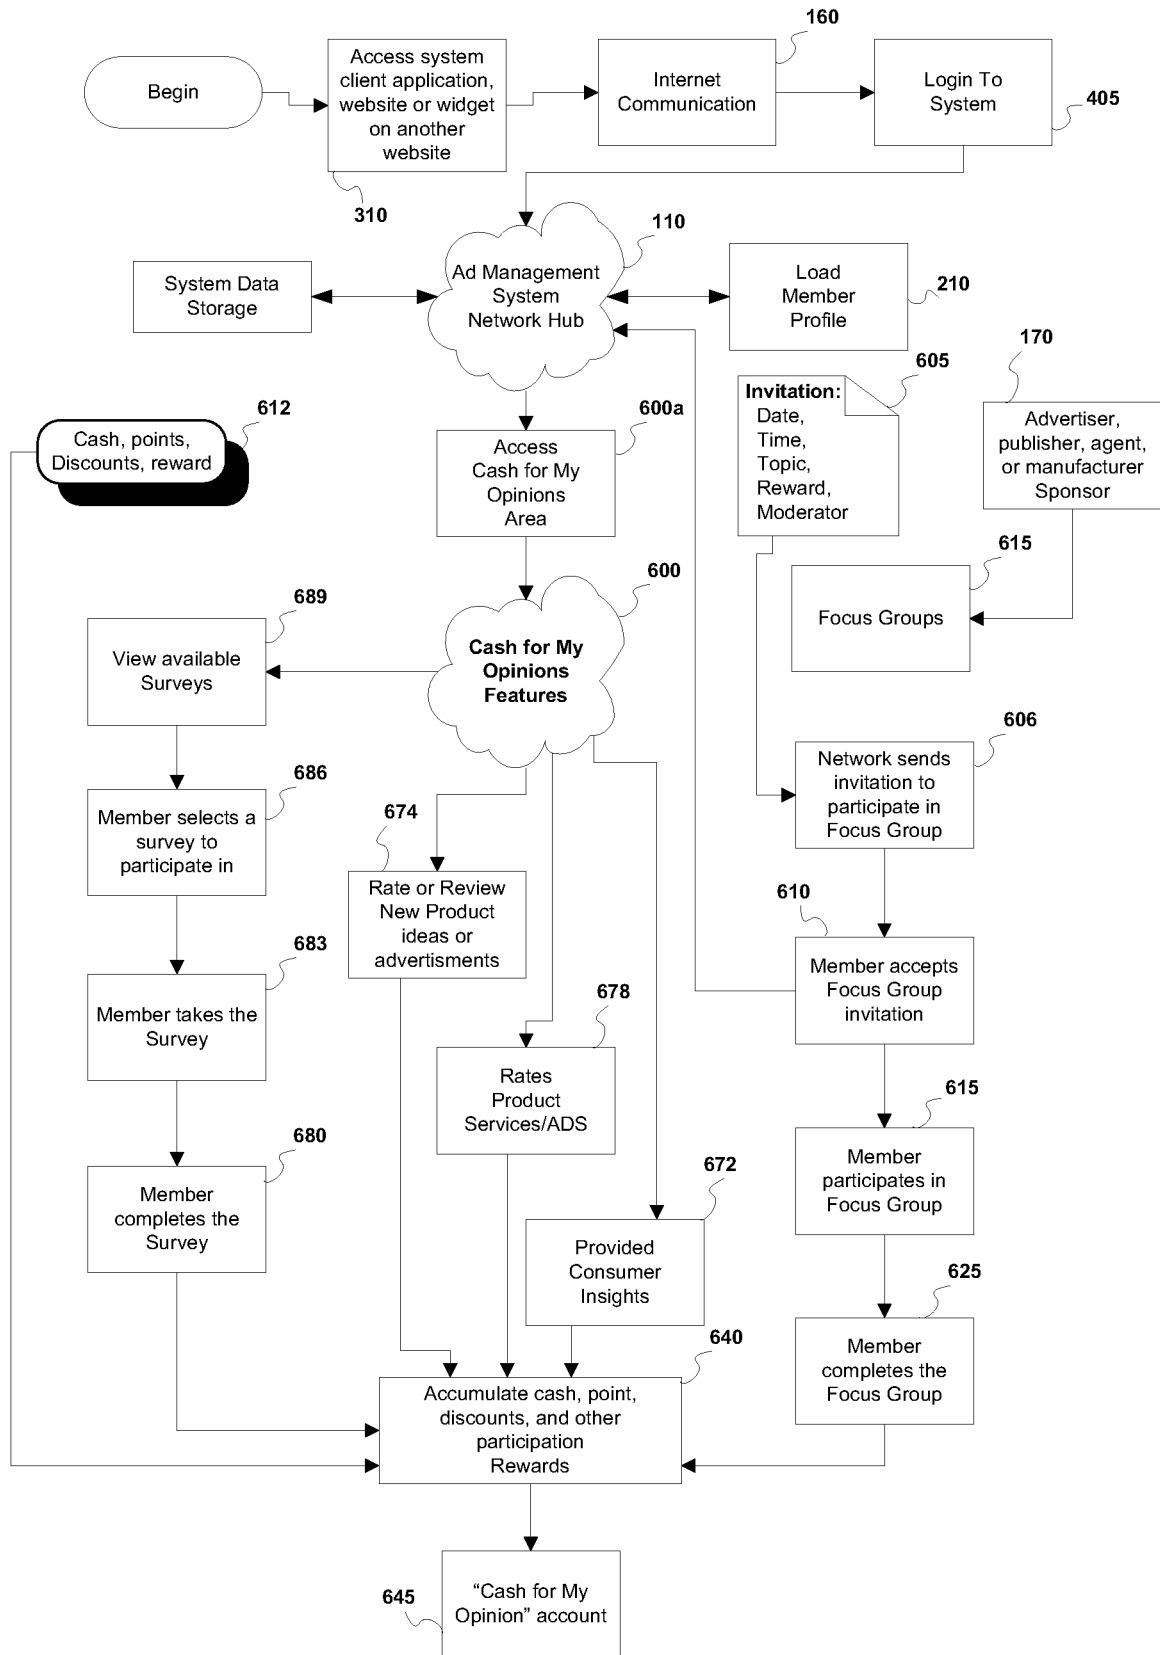 160
Begin
Access system
client application,
website or widget
on another
website
Internet
Communication
Login To
System
405
310
110
System Data
Storage
Ad Management
System
Network Hub
Load
Member
Profile
210
605
170
612
Cash, points,
Discounts, reward
600a
Access
Cash for My
Opinions
Area
Invitation:
Date,
Time,
Topic,
Reward,
Moderator
Advertiser,
publisher, agent,
or manufacturer
Sponsor
615
Focus Groups
600
Cash for My
Opinions
Features
689
View available
Surveys
686
Member selects a
survey to
participate in
606
Network sends
invitation to
participate in
Focus Group
674
Rate or Review
New Product
ideas or
advertisments
610
Member accepts
Focus Group
invitation
683
Member takes the
Survey
678
Rates
Product
Services/ADS
615
Member
participates in
Focus Group
680
Member
completes the
Survey
672
Provided
Consumer
Insights
625
Member
completes the
Focus Group
640
Accumulate cash, point,
discounts, and other
participation
Rewards
645
“Cash for My
Opinion” account